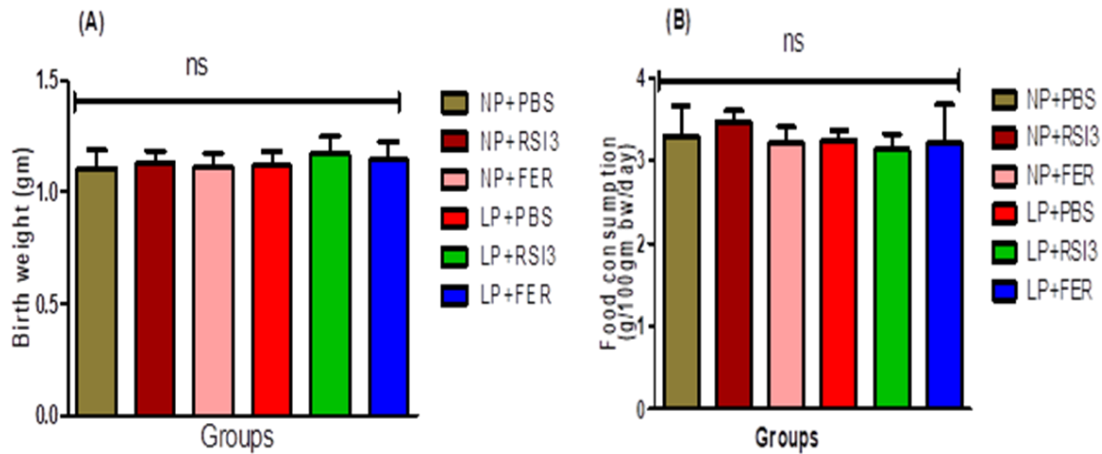 (A)
ns
1.5
1.0
0.5
0.0
Birth weight (gm)
Groups
NP+PBS
NP+RSI3
NP+FER
LP+PBS
LP+RSI3
LP+FER
(B)
ns
4
3
2
1
0
Food consumption
(g/100gm bw/day)
Groups
NP+PBS
NP+RSI3
NP+FER
LP+PBS
LP+RSI3
LP+FER